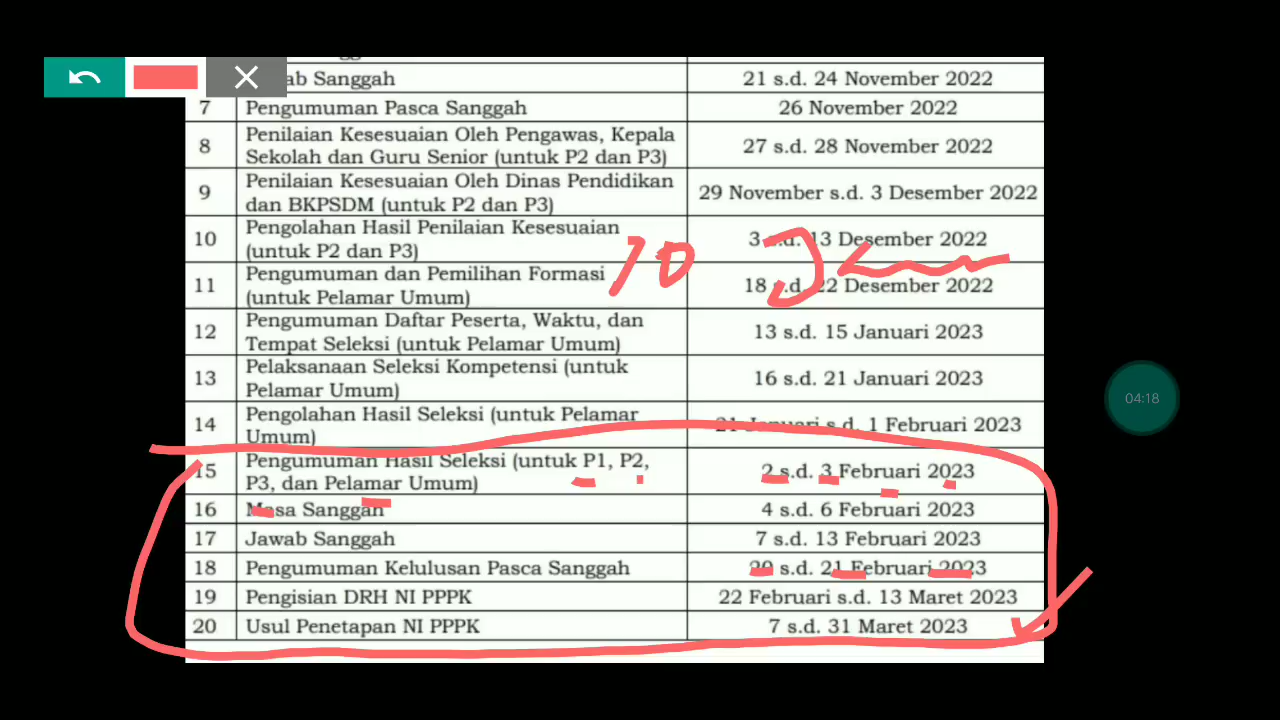 ab Sanggah 21 s.d. 24 November 2022
7 Pengumuman Pasca Sanggah 26 November 2022
8 Penilaian Kesesuaian Oleh Pengawas, Kepala
Sekolah dan Guru Senior (untuk P2 dan P3) 27 s.d. 28 November 2022
9 Penilaian Kesesuaian Oleh Dinas Pendidikan
dan BKPSDM (untuk P2 dan P3) 29 November s.d. 3 Desember 2022
10 Pengolahan Hasil Penilaian Kesesuaian
(untuk P2 dan P3) 3 s.d. 13 Desember 2022
10 J
11 Pengumuman dan Pemilihan Formasi
(untuk Pelamar Umum) 18 s.d. 22 Desember 2022
12 Pengumuman Daftar Peserta, Waktu, dan
Tempat Seleksi (untuk Pelamar Umum) 13 s.d. 15 Januari 2023
13 Pelaksanaan Seleksi Kompetensi (untuk
Pelamar Umum) 16 s.d. 21 Januari 2023
14 Pengolahan Hasil Seleksi (untuk Pelamar
Umum) 21 Januari s.d. 1 Februari 2023
15 Pengumuman Hasil Seleksi (untuk P1, P2,
P3, dan Pelamar Umum) 2 s.d. 3 Februari 2023
16 Masa Sanggah 4 s.d. 6 Februari 2023
17 Jawab Sanggah 7 s.d. 13 Februari 2023
18 Pengumuman Kelulusan Pasca Sanggah 20 s.d. 21 Februari 2023
19 Pengisian DRH NI PPPK 22 Februari s.d. 13 Maret 2023
20 Usul Penetapan NI PPPK 7 s.d. 31 Maret 2023
04:18